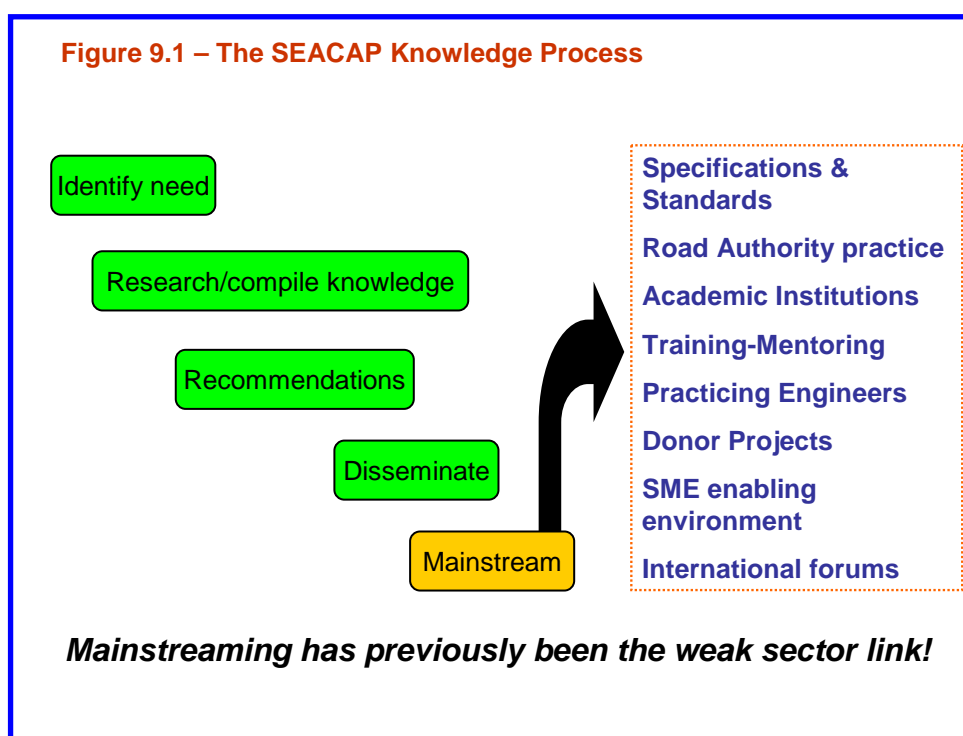 Figure 9.1 – The SEACAP Knowledge Process
Identify need
Research/compile knowledge
Recommendations
Disseminate
Mainstream
Specifications &
Standards
Road Authority practice
Academic Institutions
Training-Mentoring
Practicing Engineers
Donor Projects
SME enabling
environment
International forums
Mainstreaming has previously been the weak sector link!